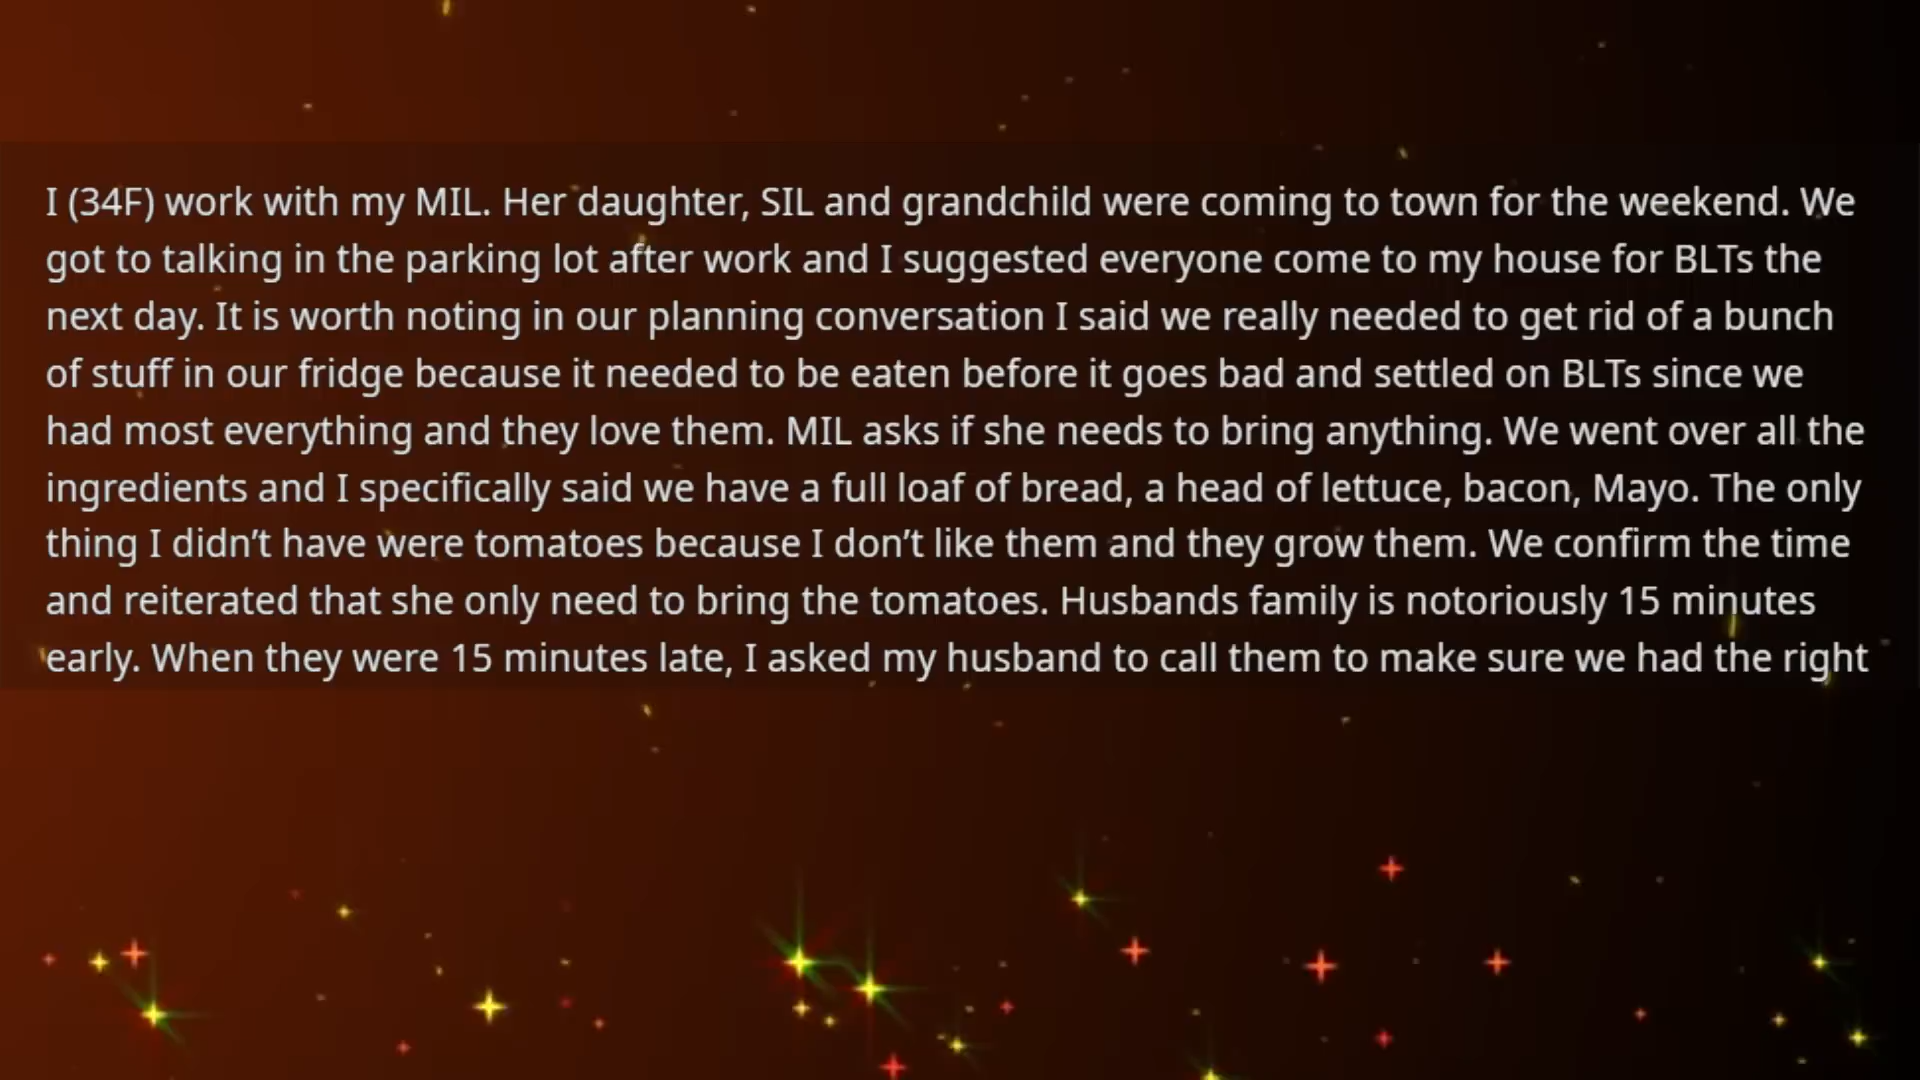 I (34F) work with my MIL. Her daughter, SIL and grandchild were coming to town for the weekend. We
got to talking in the parking lot after work and I suggested everyone come to my house for BLTs the
next day. It is worth noting in our planning conversation I said we really needed to get rid of a bunch
of stuff in our fridge because it needed to be eaten before it goes bad and settled on BLTs since we
had most everything and they love them. MIL asks if she needs to bring anything. We went over all the
ingredients and I specifically said we have a full loaf of bread, a head of lettuce, bacon, Mayo. The only
thing I didn’t have were tomatoes because I don’t like them and they grow them. We confirm the time
and reiterated that she only need to bring the tomatoes. Husbands family is notoriously 15 minutes
early. When they were 15 minutes late, I asked my husband to call them to make sure we had the right